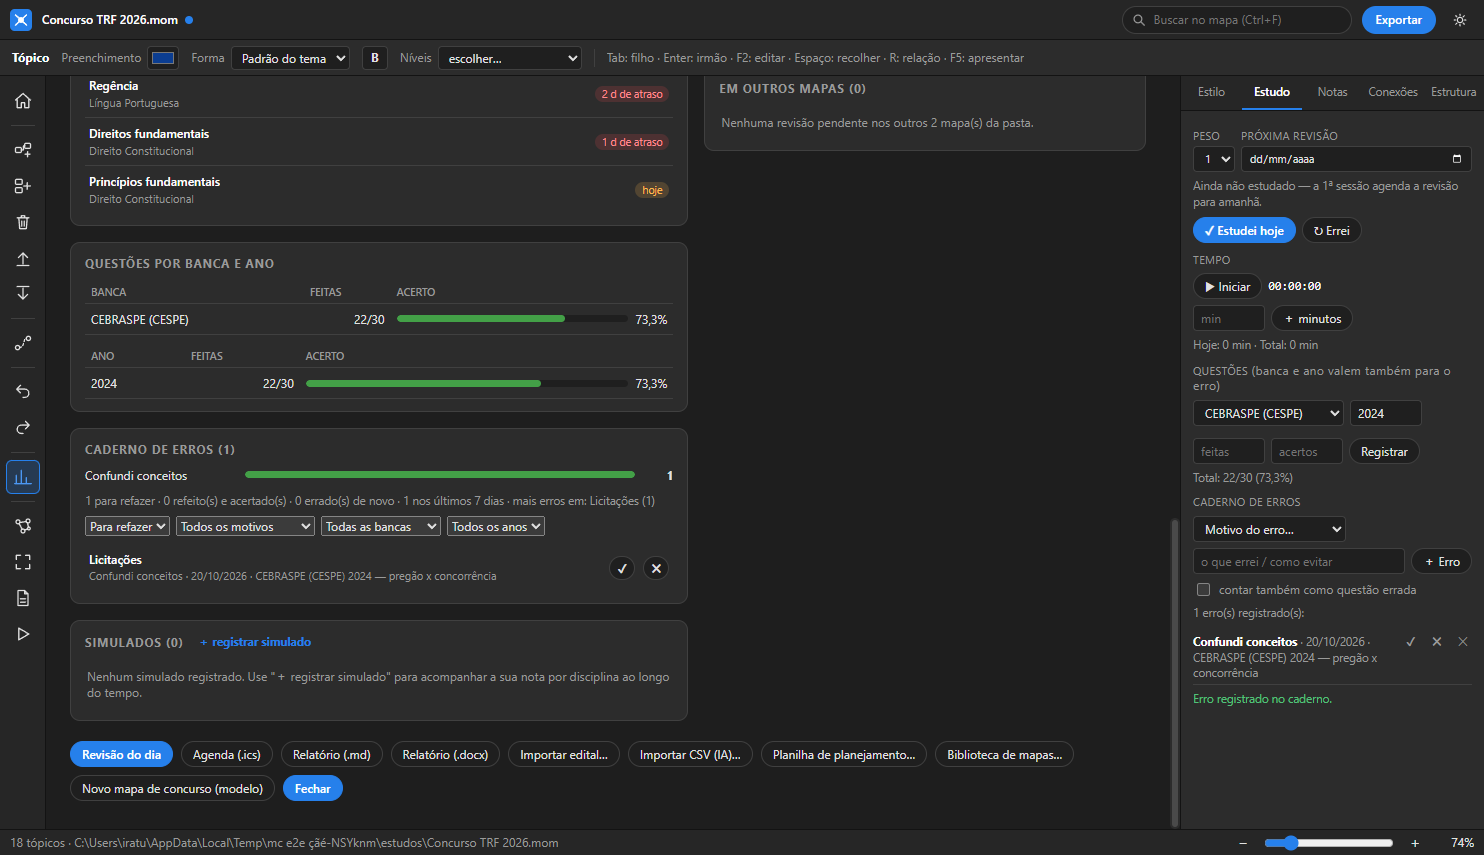 Concurso TRF 2026.mom
Buscar no mapa (Ctrl+F)
Exportar
Tópico
Preenchimento
Forma
Padrão do tema
B
Níveis
escolher...
Tab: filho · Enter: irmão · F2: editar · Espaço: recolher · R: relação · F5: apresentar
Regência
Língua Portuguesa
2 d de atraso
Direitos fundamentais
Direito Constitucional
1 d de atraso
Princípios fundamentais
Direito Constitucional
hoje
QUESTÕES POR BANCA E ANO
BANCA FEITAS ACERTO
CEBRASPE (CESPE) 22/30 73,3%
ANO FEITAS ACERTO
2024 22/30 73,3%
CADERNO DE ERROS (1)
Confundi conceitos 1
1 para refazer · 0 refeito(s) e acertado(s) · 0 errado(s) de novo · 1 nos últimos 7 dias · mais erros em: Licitações (1)
Para refazer
Todos os motivos
Todas as bancas
Todos os anos
Licitações
Confundi conceitos · 20/10/2026 · CEBRASPE (CESPE) 2024 — pregão x concorrência
✓ ✕
SIMULADOS (0) + registrar simulado
Nenhum simulado registrado. Use "+ registrar simulado" para acompanhar a sua nota por disciplina ao longo
do tempo.
Revisão do dia
Agenda (.ics)
Relatório (.md)
Relatório (.docx)
Importar edital...
Importar CSV (IA)...
Planilha de planejamento...
Biblioteca de mapas...
Novo mapa de concurso (modelo)
Fechar
EM OUTROS MAPAS (0)
Nenhuma revisão pendente nos outros 2 mapa(s) da pasta.
Estilo
Estudo
Notas
Conexões
Estrutura
PESO
PRÓXIMA REVISÃO
1
dd/mm/aaaa
Ainda não estudado — a 1ª sessão agenda a revisão
para amanhã.
✓ Estudei hoje
↻ Errei
TEMPO
▶ Iniciar
00:00:00
min
+ minutos
Hoje: 0 min · Total: 0 min
QUESTÕES (banca e ano valem também para o
erro)
CEBRASPE (CESPE)
2024
feitas
acertos
Registrar
Total: 22/30 (73,3%)
CADERNO DE ERROS
Motivo do erro...
o que errei / como evitar
+ Erro
contar também como questão errada
1 erro(s) registrado(s):
Confundi conceitos · 20/10/2026 · ✓ ✕ ✕
CEBRASPE (CESPE) 2024 — pregão x
concorrência
Erro registrado no caderno.
18 tópicos · C:\Users\iratu\AppData\Local\Temp\mc e2e çãé-NSYknm\estudos\Concurso TRF 2026.mom
− + 74%